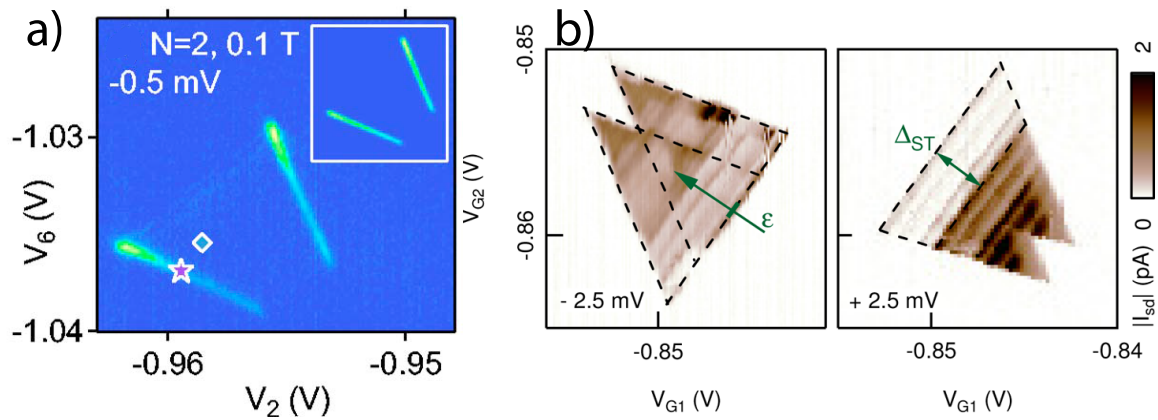 a)
N=2, 0.1 T
-0.5 mV
-1.03
-1.04
V6 (V)
-0.96
-0.95
V2 (V)
b)
-0.85
-0.86
VG2 (V)
ε
- 2.5 mV
-0.85
VG1 (V)
ΔST
+ 2.5 mV
-0.85
-0.84
VG1 (V)
2
0
|Isd| (pA)